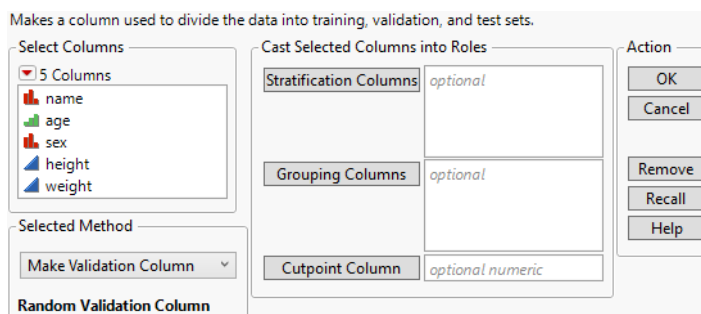 Makes a column used to divide the data into training, validation, and test sets.
Select Columns
5 Columns
name
age
sex
height
weight
Selected Method
Make Validation Column
Random Validation Column
Cast Selected Columns into Roles
Stratification Columns
optional
Grouping Columns
optional
Cutpoint Column
optional numeric
Action
OK
Cancel
Remove
Recall
Help